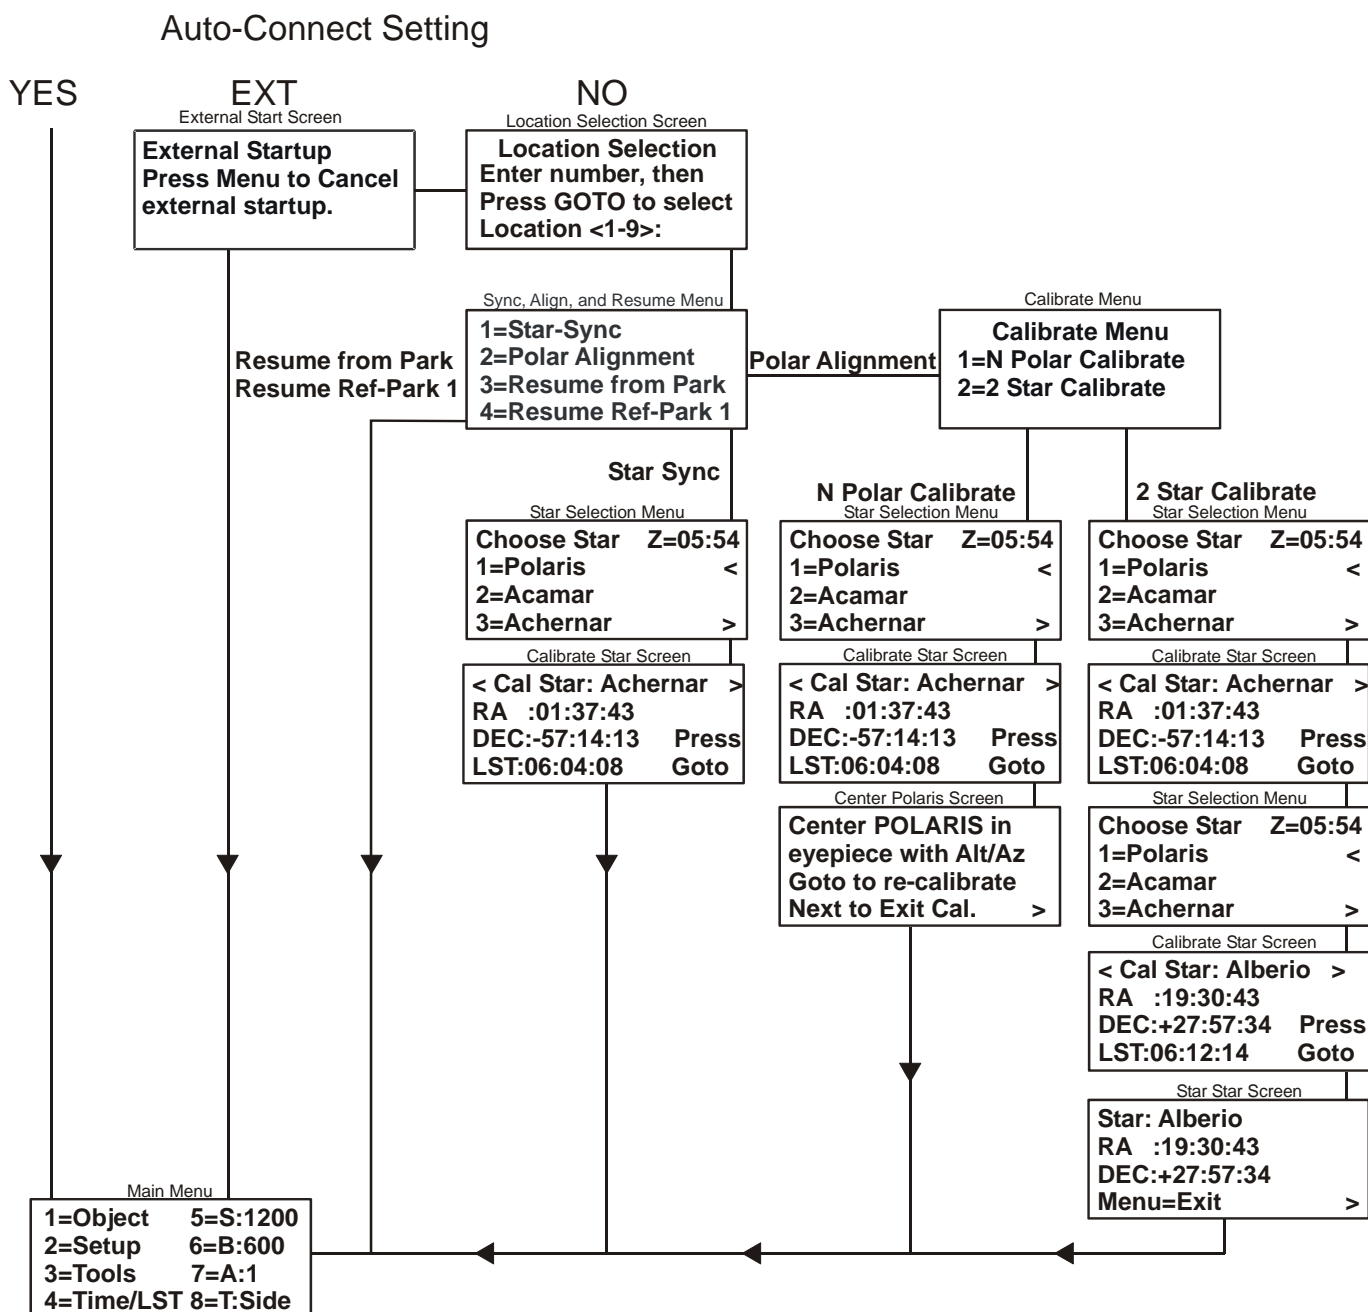 Auto-Connect Setting
YES
EXT
NO
External Start Screen
External Startup
Press Menu to Cancel
external startup.
Location Selection Screen
Location Selection
Enter number, then
Press GOTO to select
Location <1-9>:
Sync, Align, and Resume Menu
1=Star-Sync
2=Polar Alignment
3=Resume from Park
4=Resume Ref-Park 1
Resume from Park
Resume Ref-Park 1
Polar Alignment
Calibrate Menu
Calibrate Menu
1=N Polar Calibrate
2=2 Star Calibrate
Star Sync
Star Selection Menu
Choose Star Z=05:54
1=Polaris <
2=Acamar
3=Achernar >
Calibrate Star Screen
< Cal Star: Achernar >
RA :01:37:43
DEC:-57:14:13 Press
LST:06:04:08 Goto
N Polar Calibrate
Star Selection Menu
Choose Star Z=05:54
1=Polaris <
2=Acamar
3=Achernar >
Calibrate Star Screen
< Cal Star: Achernar >
RA :01:37:43
DEC:-57:14:13 Press
LST:06:04:08 Goto
Center Polaris Screen
Center POLARIS in
eyepiece with Alt/Az
Goto to re-calibrate
Next to Exit Cal. >
2 Star Calibrate
Star Selection Menu
Choose Star Z=05:54
1=Polaris <
2=Acamar
3=Achernar >
Calibrate Star Screen
< Cal Star: Achernar >
RA :01:37:43
DEC:-57:14:13 Press
LST:06:04:08 Goto
Star Selection Menu
Choose Star Z=05:54
1=Polaris <
2=Acamar
3=Achernar >
Calibrate Star Screen
< Cal Star: Alberio >
RA :19:30:43
DEC:+27:57:34 Press
LST:06:12:14 Goto
Star Star Screen
Star: Alberio
RA :19:30:43
DEC:+27:57:34
Menu=Exit >
Main Menu
1=Object 5=S:1200
2=Setup 6=B:600
3=Tools 7=A:1
4=Time/LST 8=T:Side